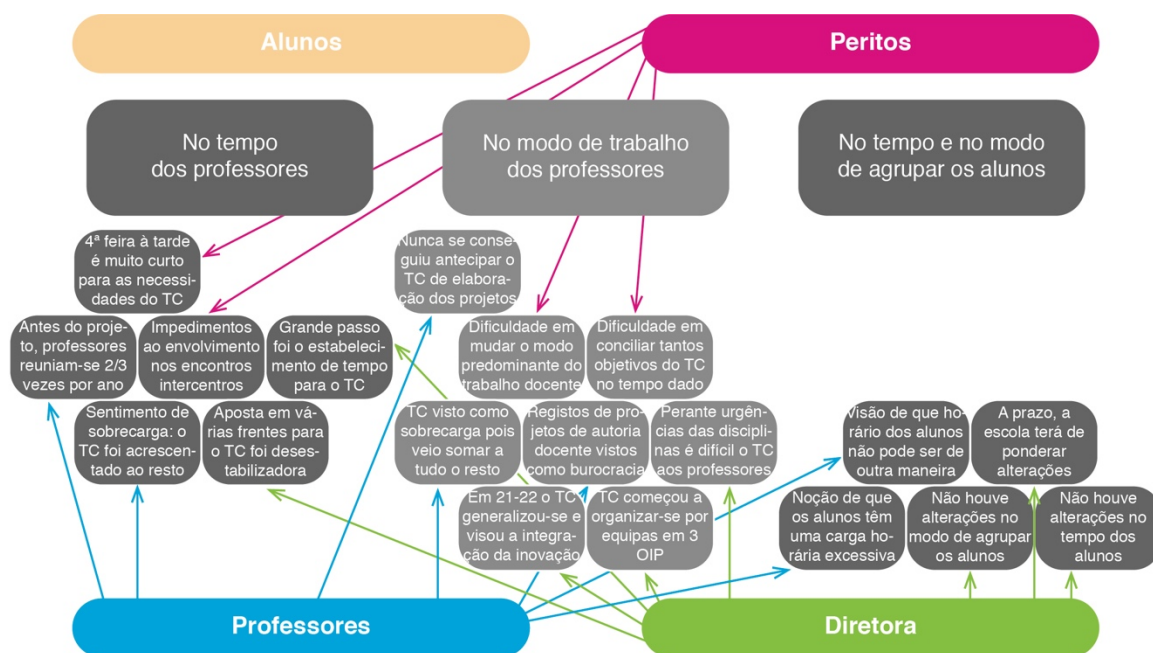 Alunos
Peritos
No tempo
dos professores
No modo de trabalho
dos professores
No tempo e no modo
de agrupar os alunos
4ª feira à tarde
é muito curto
para as necessi-
dades do TC
Nunca se conse-
guiu antecipar o
TC de elabora-
ção dos projetos
Antes do proje-
to, professores
reuniam-se 2/3
vezes por ano
Impedimentos
ao envolvimento
nos encontros
intercentros
Grande passo
foi o estabeleci-
mento de tempo
para o TC
Dificuldade em
mudar o modo
predominante do
trabalho docente
Dificuldade em
conciliar tantos
objetivos do TC
no tempo dado
Sentimento de
sobrecarga: o
TC foi acrescen-
tado ao resto
Aposta em vá-
rias frentes para
o TC foi deses-
tabilizadora
TC visto como
sobrecarga pois
veio somar a
tudo o resto
Registos de pro-
jetos de autoria
docente vistos
como burocracia
Perante urgên-
cias das discipli-
nas é difícil o TC
aos professores
Visão de que ho-
rário dos alunos
não pode ser de
outra maneira
A prazo, a
escola terá de
ponderar
alterações
Em 21-22 o TC
generalizou-se e
visou a integra-
ção da inovação
TC começou a
organizar-se por
equipas em 3
OIP
Noção de que
os alunos têm
uma carga ho-
rária excessiva
Não houve
alterações no
modo de agrupar
os alunos
Não houve
alterações no
tempo dos
alunos
Professores
Diretora